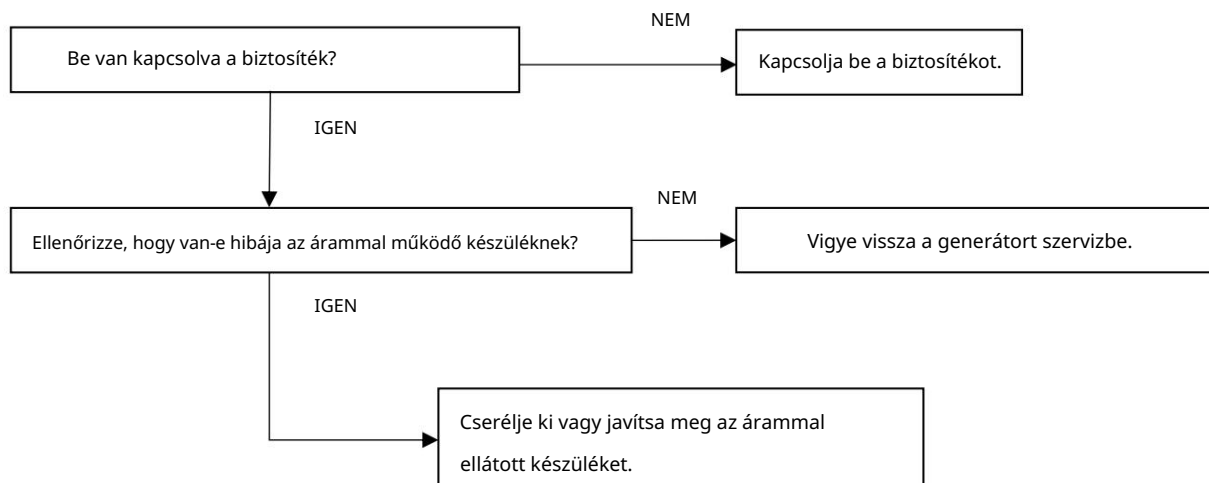 NEM
Be van kapcsolva a biztosíték?
Kapcsolja be a biztosítékot.
IGEN
NEM
Ellenőrizze, hogy van-e hibája az árammal működő készüléknek?
Vigye vissza a generátort szervizbe.
IGEN
Cserélje ki vagy javítsa meg az árammal
ellátott készüléket.